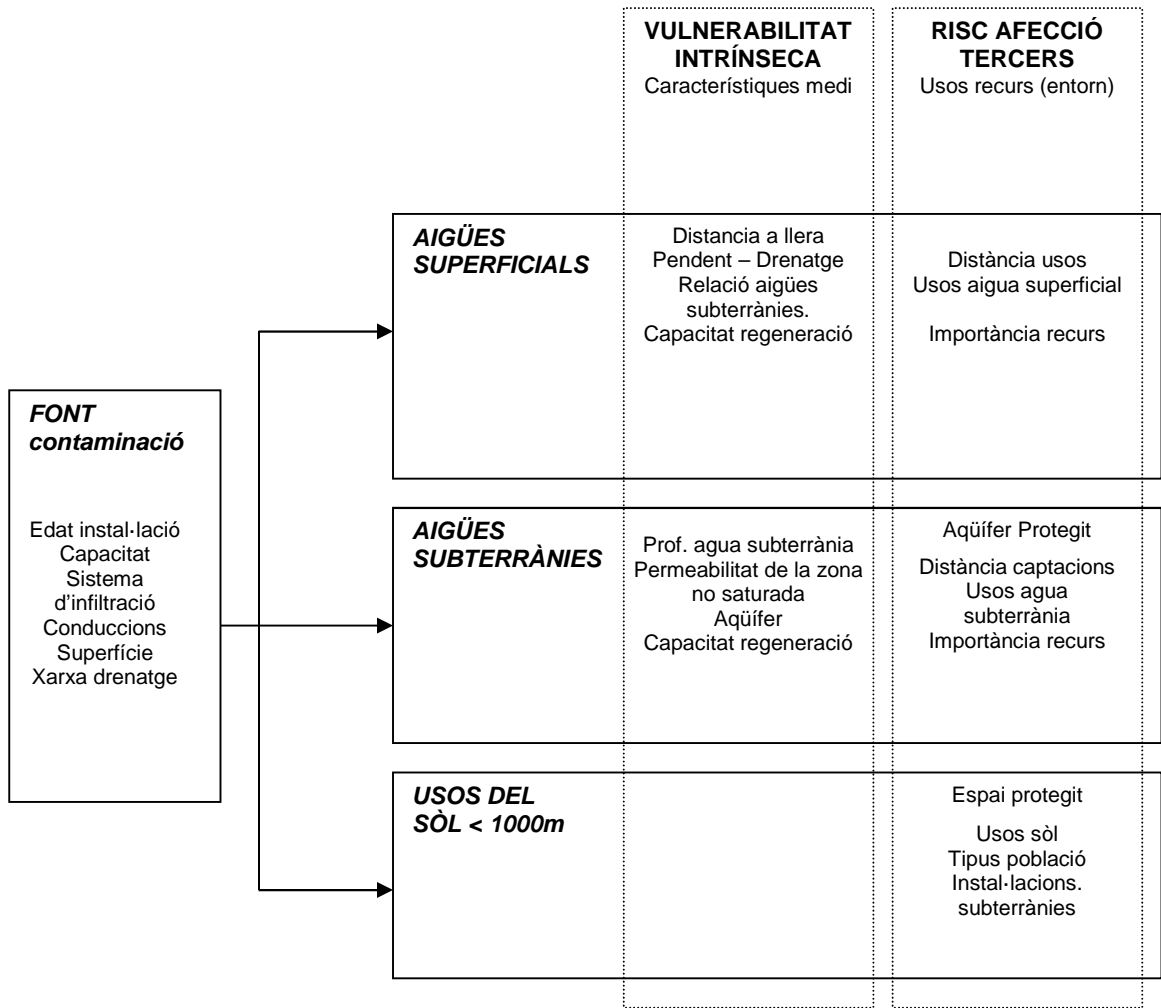 VULNERABILITAT
INTRÍNSECA
Característiques medi
RISC AFECCIÓ
TERCERS
Usos recurs (entorn)
AIGÜES
SUPERFICIALS
Distancia a llera
Pendent – Drenatge
Relació aigües
subterrànies.
Capacitat regeneració
Distància usos
Usos aigua superficial
Importància recurs
FONT
contaminació
Edat instal·lació
Capacitat
Sistema
d'infiltració
Conduccions
Superfície
Xarxa drenatge
AIGÜES
SUBTERRÀNIES
Prof. agua subterrània
Permeabilitat de la zona
no saturada
Aqüífer
Capacitat regeneració
Aqüífer Protegit
Distància captacions
Usos agua
subterrània
Importància recurs
USOS DEL
SÒL < 1000m
Espai protegit
Usos sòl
Tipus població
Instal·lacions.
subterrànies